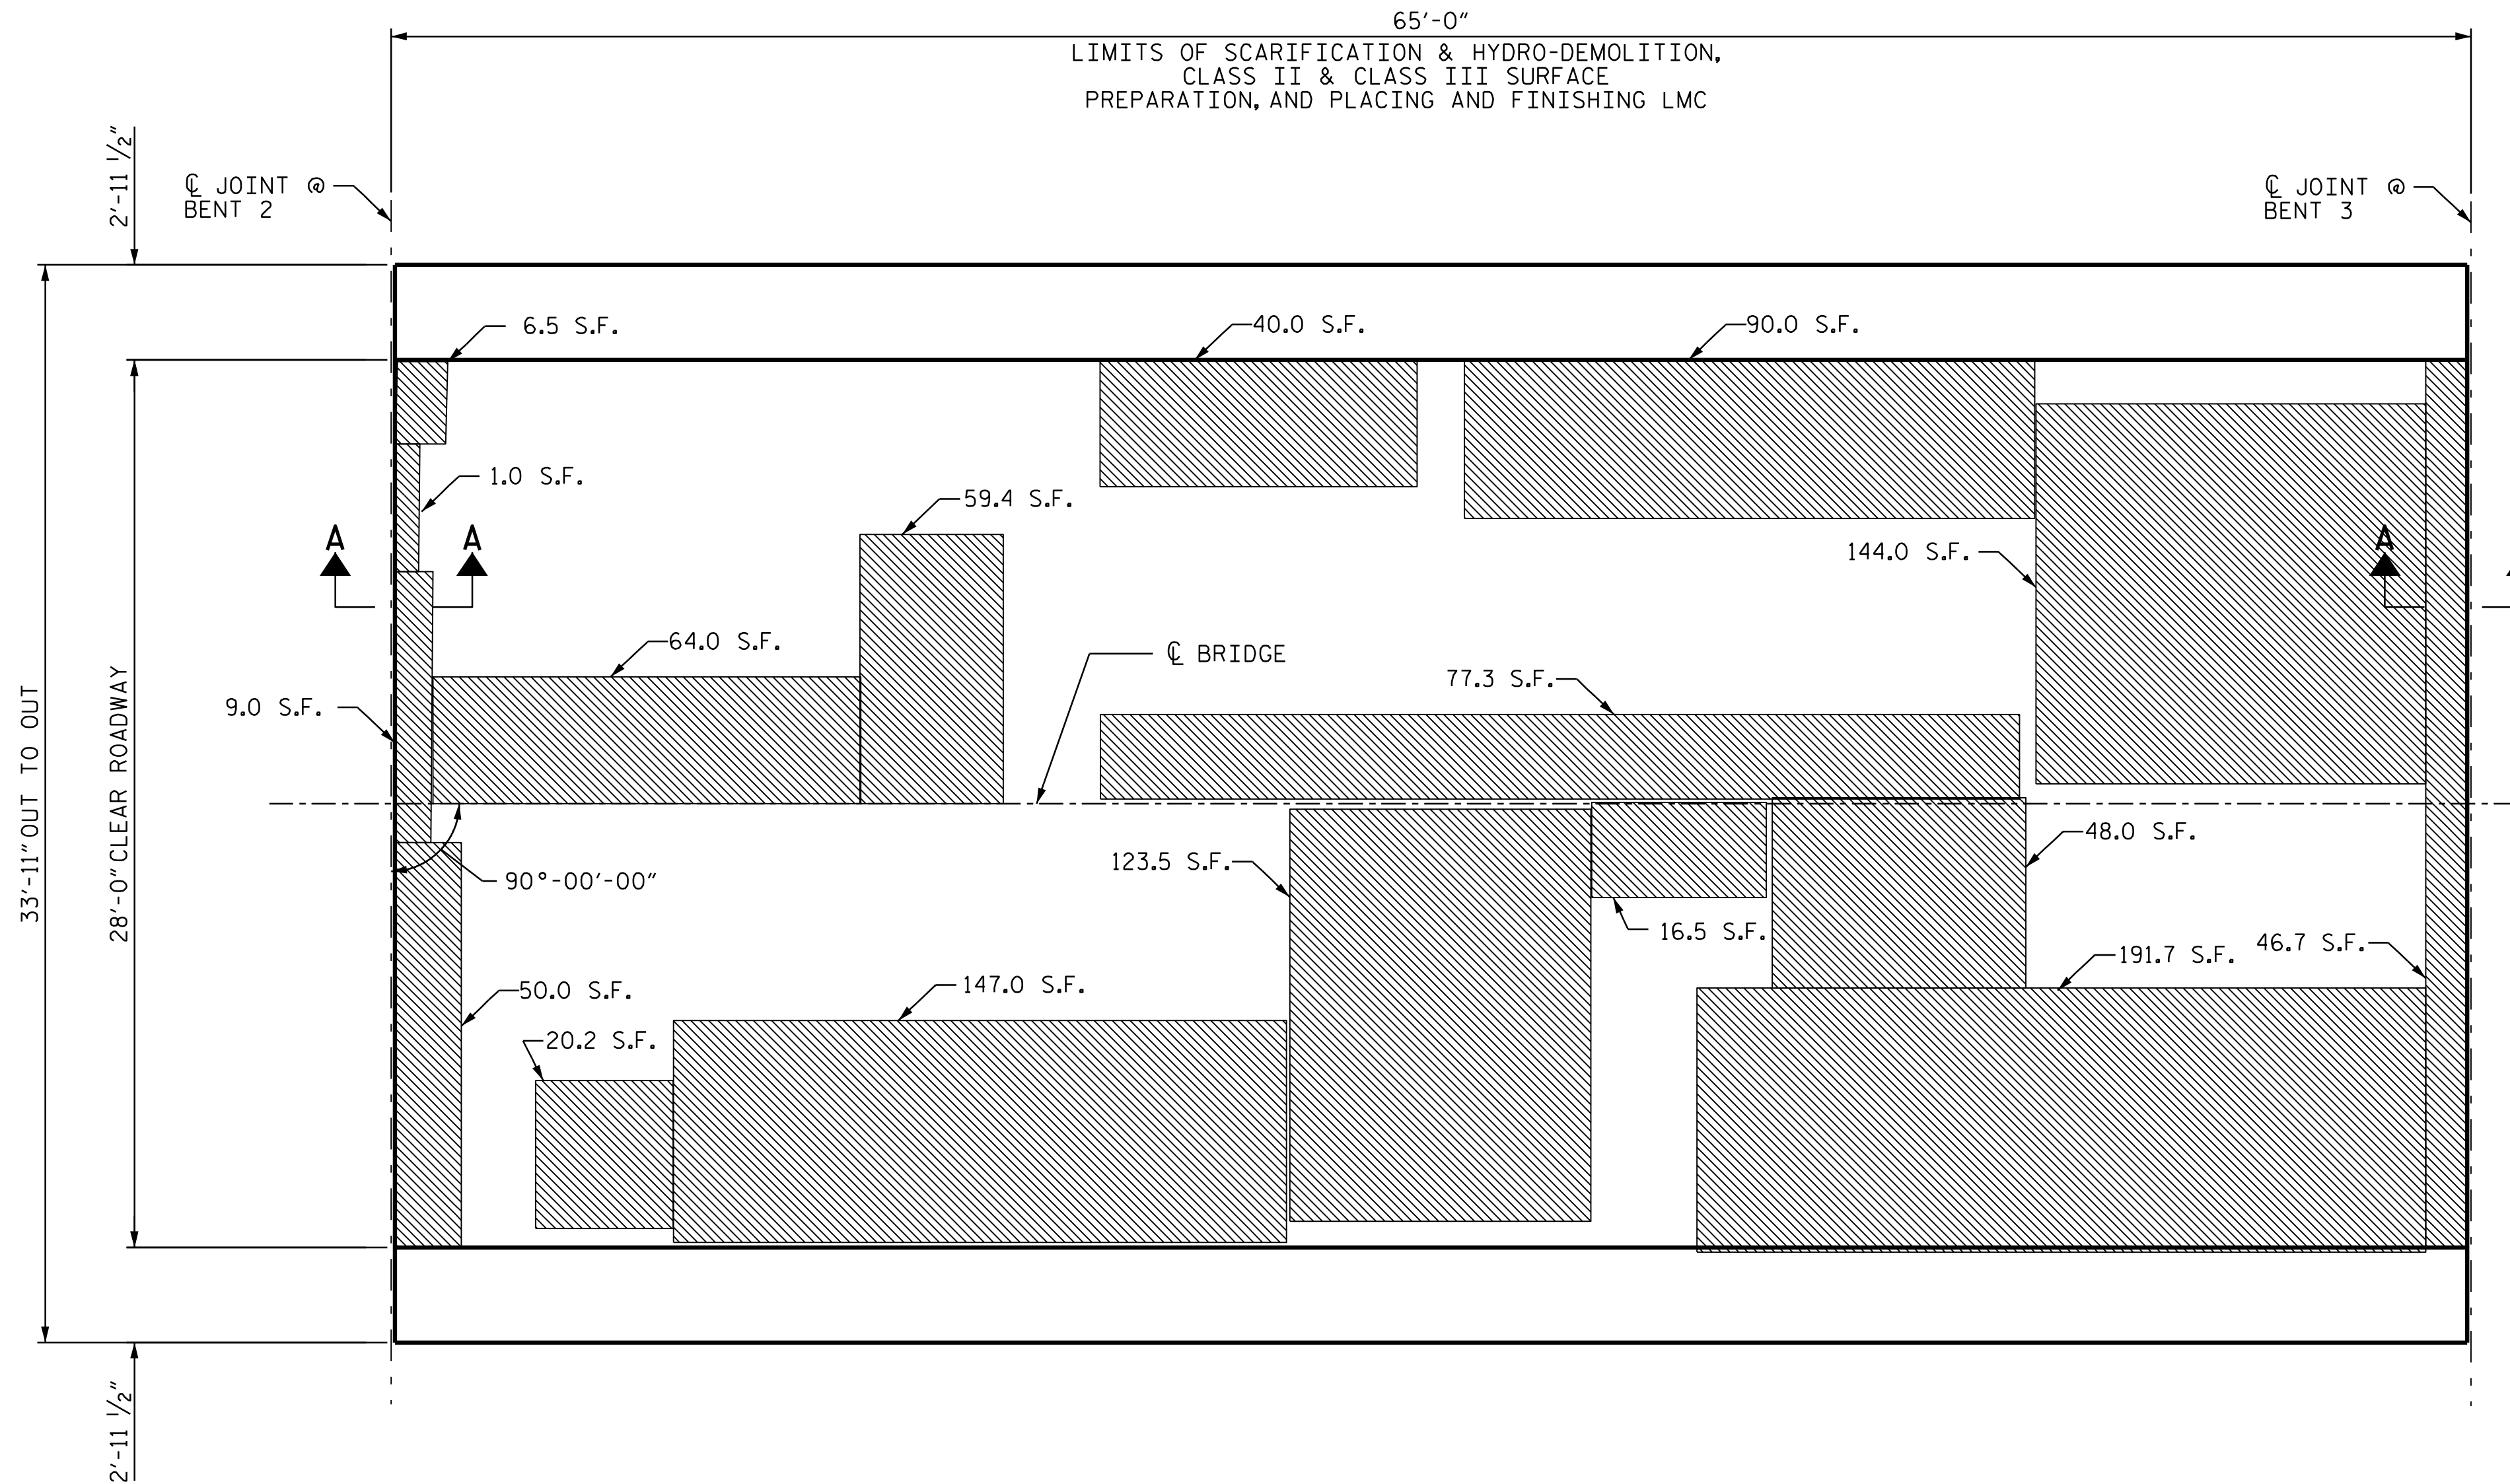 65'-0"
LIMITS OF SCARIFICATION & HYDRO-DEMOLITION,
CLASS II & CLASS III SURFACE
PREPARATION, AND PLACING AND FINISHING LMC
2'-11 1/2"
℄ JOINT @
BENT 2
℄ JOINT @
BENT 3
6.5 S.F.
40.0 S.F.
90.0 S.F.
1.0 S.F.
59.4 S.F.
A
A
A
144.0 S.F.
64.0 S.F.
℄ BRIDGE
77.3 S.F.
9.0 S.F.
33'-11" OUT TO OUT
28'-0" CLEAR ROADWAY
48.0 S.F.
123.5 S.F.
90°-00'-00"
16.5 S.F.
46.7 S.F.
191.7 S.F.
50.0 S.F.
147.0 S.F.
20.2 S.F.
2'-11 1/2"